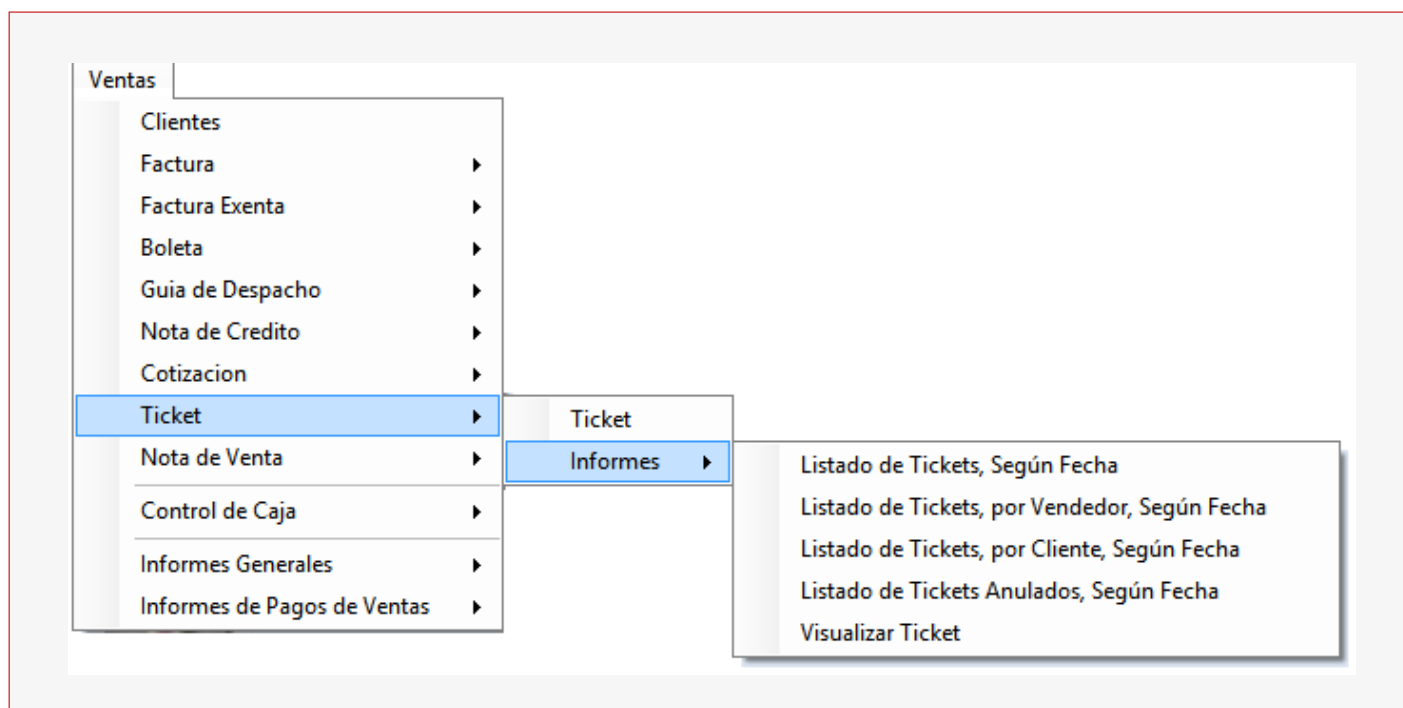 Ventas
Clientes
Factura
Factura Exenta
Boleta
Guia de Despacho
Nota de Credito
Cotizacion
Ticket
Nota de Venta
Control de Caja
Informes Generales
Informes de Pagos de Ventas
Ticket
Informes
Listado de Tickets, Según Fecha
Listado de Tickets, por Vendedor, Según Fecha
Listado de Tickets, por Cliente, Según Fecha
Listado de Tickets Anulados, Según Fecha
Visualizar Ticket